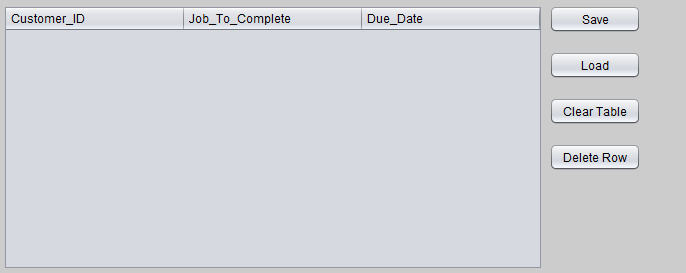 Customer_ID Job_To_Complete Due_Date
Save
Load
Clear Table
Delete Row